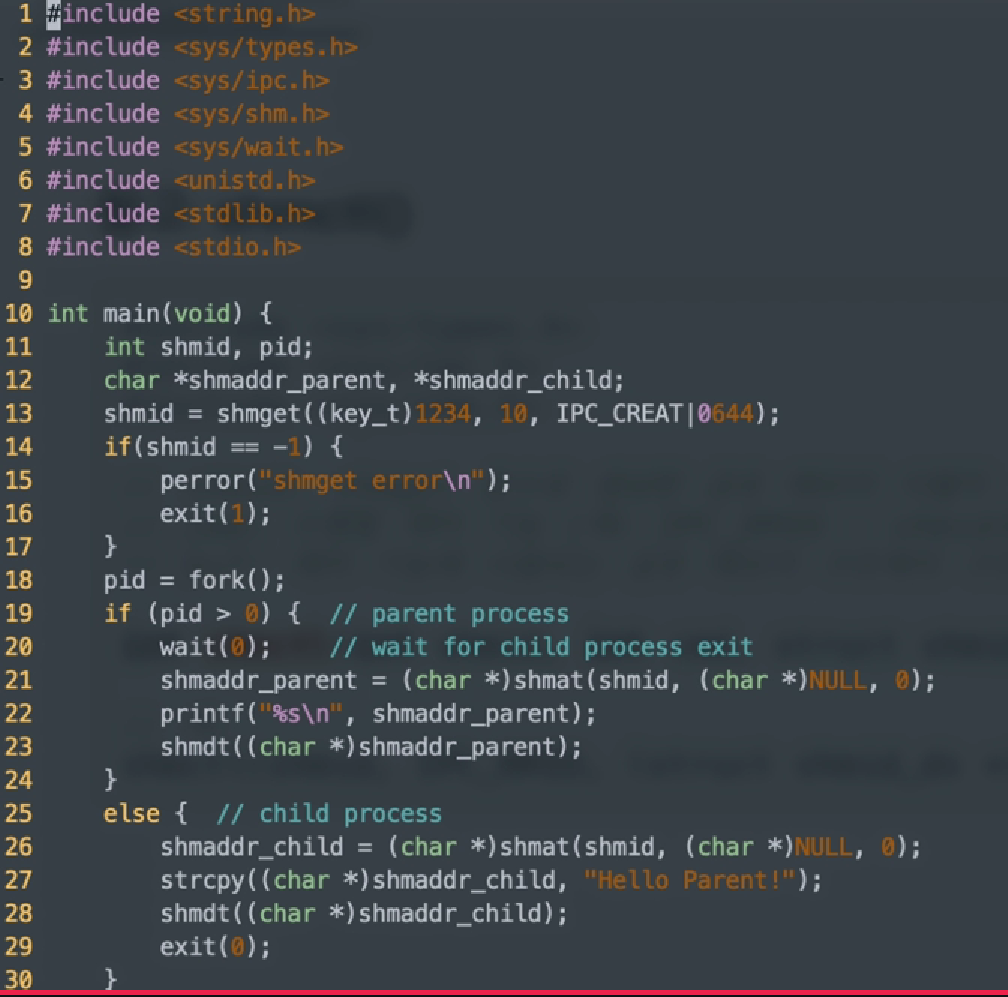 1 #include <string.h>
2 #include <sys/types.h>
3 #include <sys/ipc.h>
4 #include <sys/shm.h>
5 #include <sys/wait.h>
6 #include <unistd.h>
7 #include <stdlib.h>
8 #include <stdio.h>
9
10 int main(void) {
11     int shmid, pid;
12     char *shmaddr_parent, *shmaddr_child;
13     shmid = shmget((key_t)1234, 10, IPC_CREAT|0644);
14     if(shmid == -1) {
15         perror("shmget error\n");
16         exit(1);
17     }
18     pid = fork();
19     if (pid > 0) {  // parent process
20         wait(0);    // wait for child process exit
21         shmaddr_parent = (char *)shmat(shmid, (char *)NULL, 0);
22         printf("%s\n", shmaddr_parent);
23         shmdt((char *)shmaddr_parent);
24     }
25     else {  // child process
26         shmaddr_child = (char *)shmat(shmid, (char *)NULL, 0);
27         strcpy((char *)shmaddr_child, "Hello Parent!");
28         shmdt((char *)shmaddr_child);
29         exit(0);
30     }